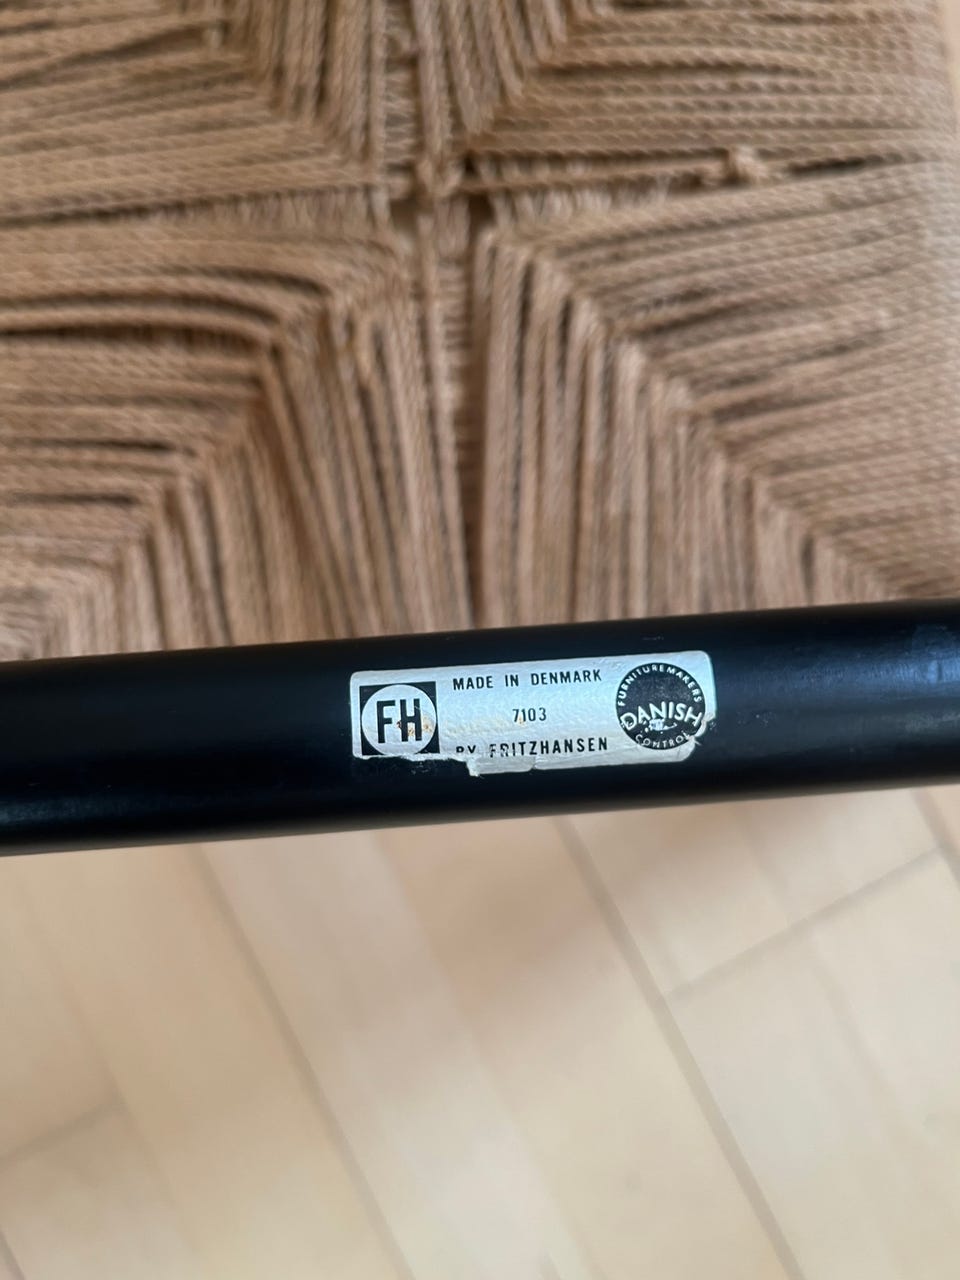 FH
MADE IN DENMARK
7103
BY FRITZHANSEN
FURNITUREMAKERS
DANISH
CONTROL